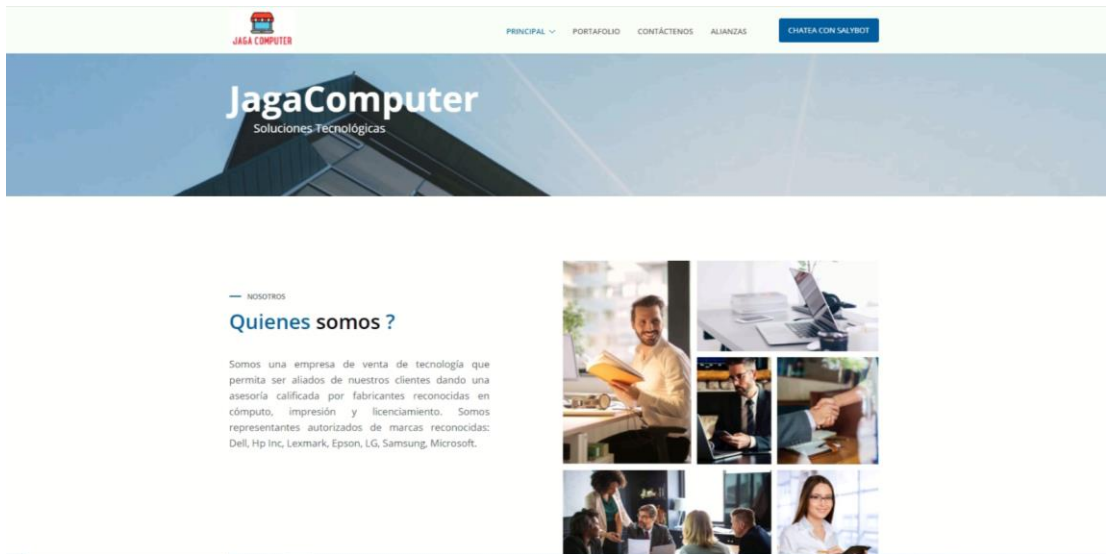 JAGA COMPUTER
PRINCIPAL
PORTAFOLIO
CONTÁCTENOS
ALIANZAS
CHATEA CON SALYBOT
JagaComputer
Soluciones Tecnológicas
NOSOTROS
Quienes somos ?
Somos una empresa de venta de tecnología que
permita ser aliados de nuestros clientes dando una
asesoría calificada por fabricantes reconocidas en
cómputo, impresión y licenciamiento. Somos
representantes autorizados de marcas reconocidas:
Dell, Hp Inc, Lexmark, Epson, LG, Samsung, Microsoft.